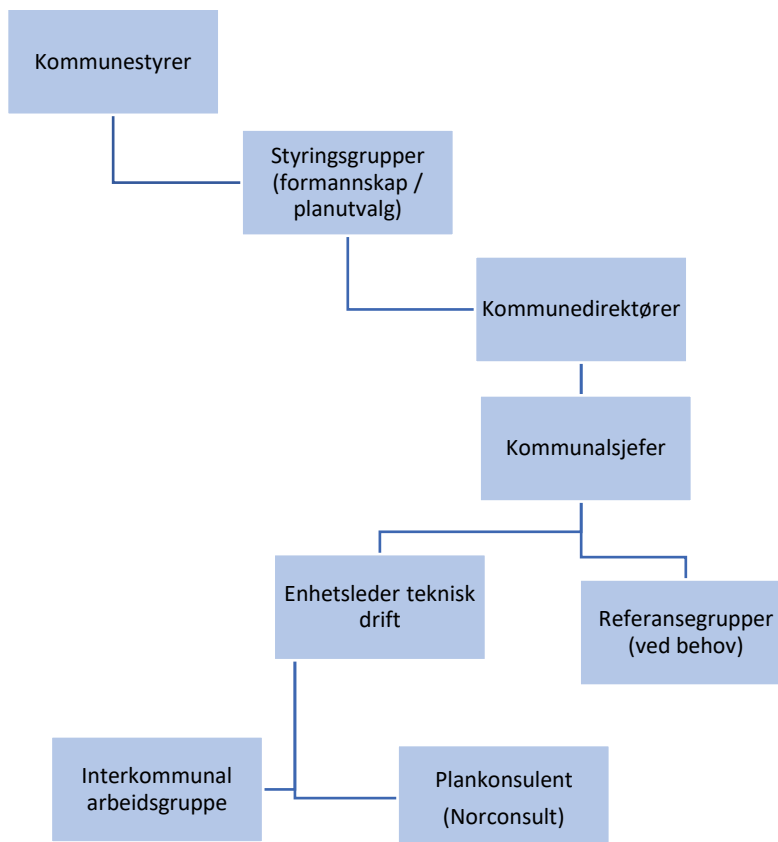 Kommunestyrer
Styringsgrupper
(formannskap /
planutvalg)
Kommunedirektører
Kommunalsjefer
Enhetsleder teknisk
drift
Referansegrupper
(ved behov)
Interkommunal
arbeidsgruppe
Plankonsulent
(Norconsult)